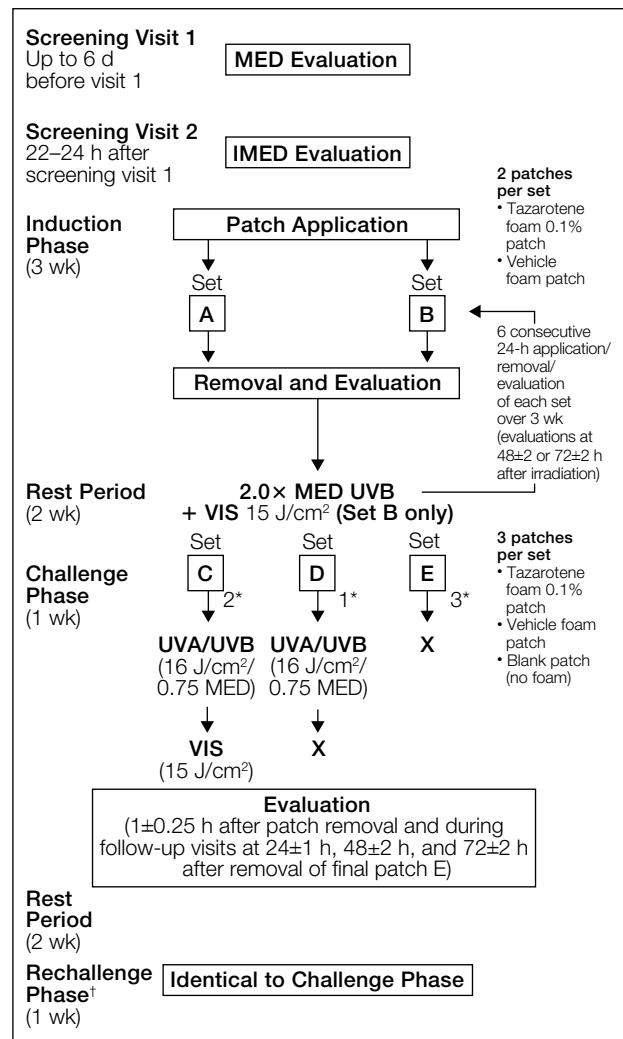 Screening Visit 1
Up to 6 d
before visit 1
MED Evaluation
Screening Visit 2
22–24 h after
screening visit 1
IMED Evaluation
2 patches
per set
• Tazarotene
foam 0.1%
patch
• Vehicle
foam patch
Induction
Phase
(3 wk)
Patch Application
Set
A
Set
B
6 consecutive
24-h application/
removal/
evaluation
of each set
over 3 wk
(evaluations at
48±2 or 72±2 h
after irradiation)
Removal and Evaluation
Rest Period
(2 wk)
2.0× MED UVB
+ VIS 15 J/cm² (Set B only)
Challenge
Phase
(1 wk)
Set
C
2*
Set
D
1*
Set
E
3*
3 patches
per set
• Tazarotene
foam 0.1%
patch
• Vehicle foam
patch
• Blank patch
(no foam)
UVA/UVB
(16 J/cm²/
0.75 MED)
UVA/UVB
(16 J/cm²/
0.75 MED)
X
VIS
(15 J/cm²)
X
Evaluation
(1±0.25 h after patch removal and during
follow-up visits at 24±1 h, 48±2 h, and 72±2 h
after removal of final patch E)
Rest
Period
(2 wk)
Rechallenge
Phase†
(1 wk)
Identical to Challenge Phase